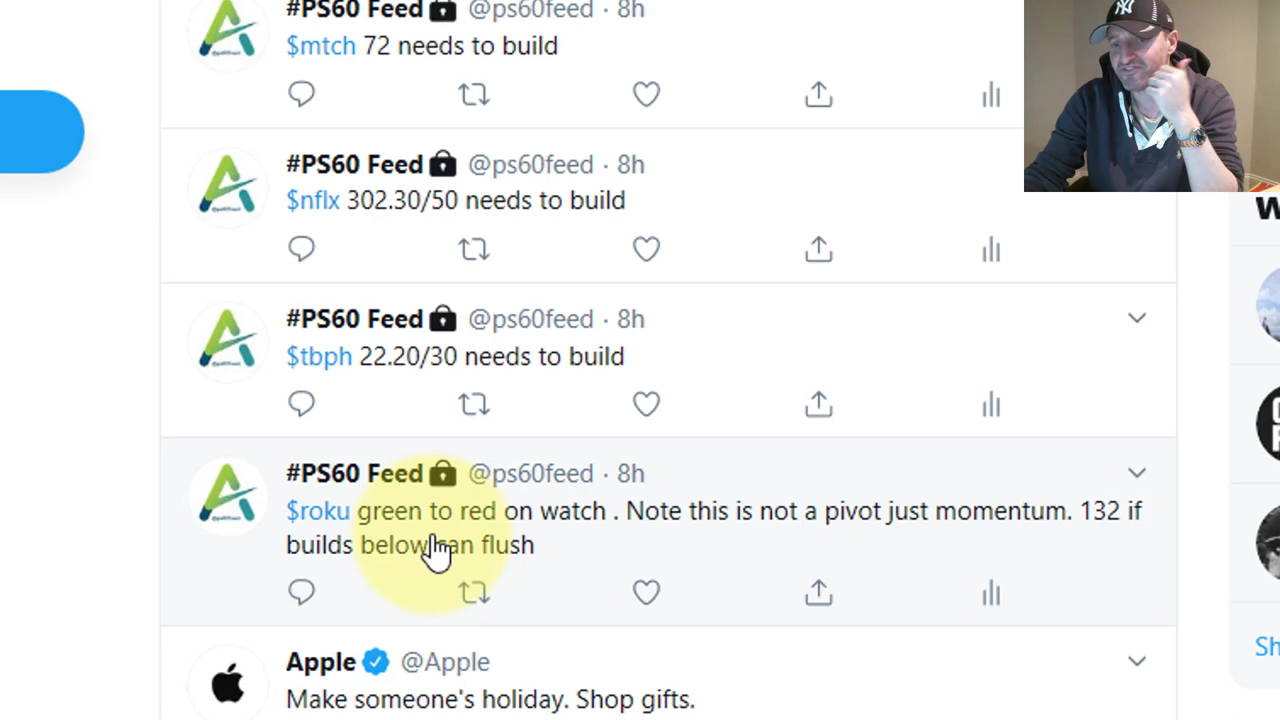 #PS60 Feed @ps60feed · 8h
$mtch 72 needs to build
#PS60 Feed @ps60feed · 8h
$nflx 302.30/50 needs to build
#PS60 Feed @ps60feed · 8h
$tbph 22.20/30 needs to build
#PS60 Feed @ps60feed · 8h
$roku green to red on watch . Note this is not a pivot just momentum. 132 if
builds below can flush
Apple @Apple
Make someone's holiday. Shop gifts.